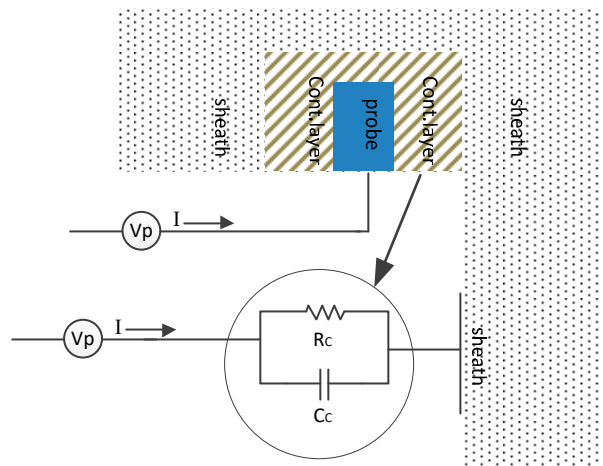 sheath
Cont.layer
probe
Cont.layer
sheath
Vp
I
Vp
I
Rc
Cc
sheath